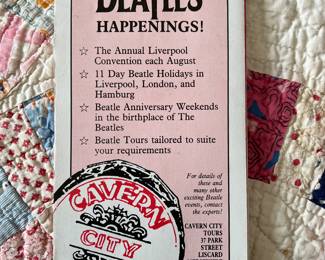 BEATLES
HAPPENINGS!
☆ The Annual Liverpool
Convention each August
☆ 11 Day Beatle Holidays in
Liverpool, London, and
Hamburg
☆ Beatle Anniversary Weekends
in the birthplace of The
Beatles
☆ Beatle Tours tailored to suite
your requirements
For details of
these and
many other
exciting Beatle
events, contact
the experts!
CAVERN CITY
TOURS
37 PARK
STREET
LISCARD
CAVERN
CITY